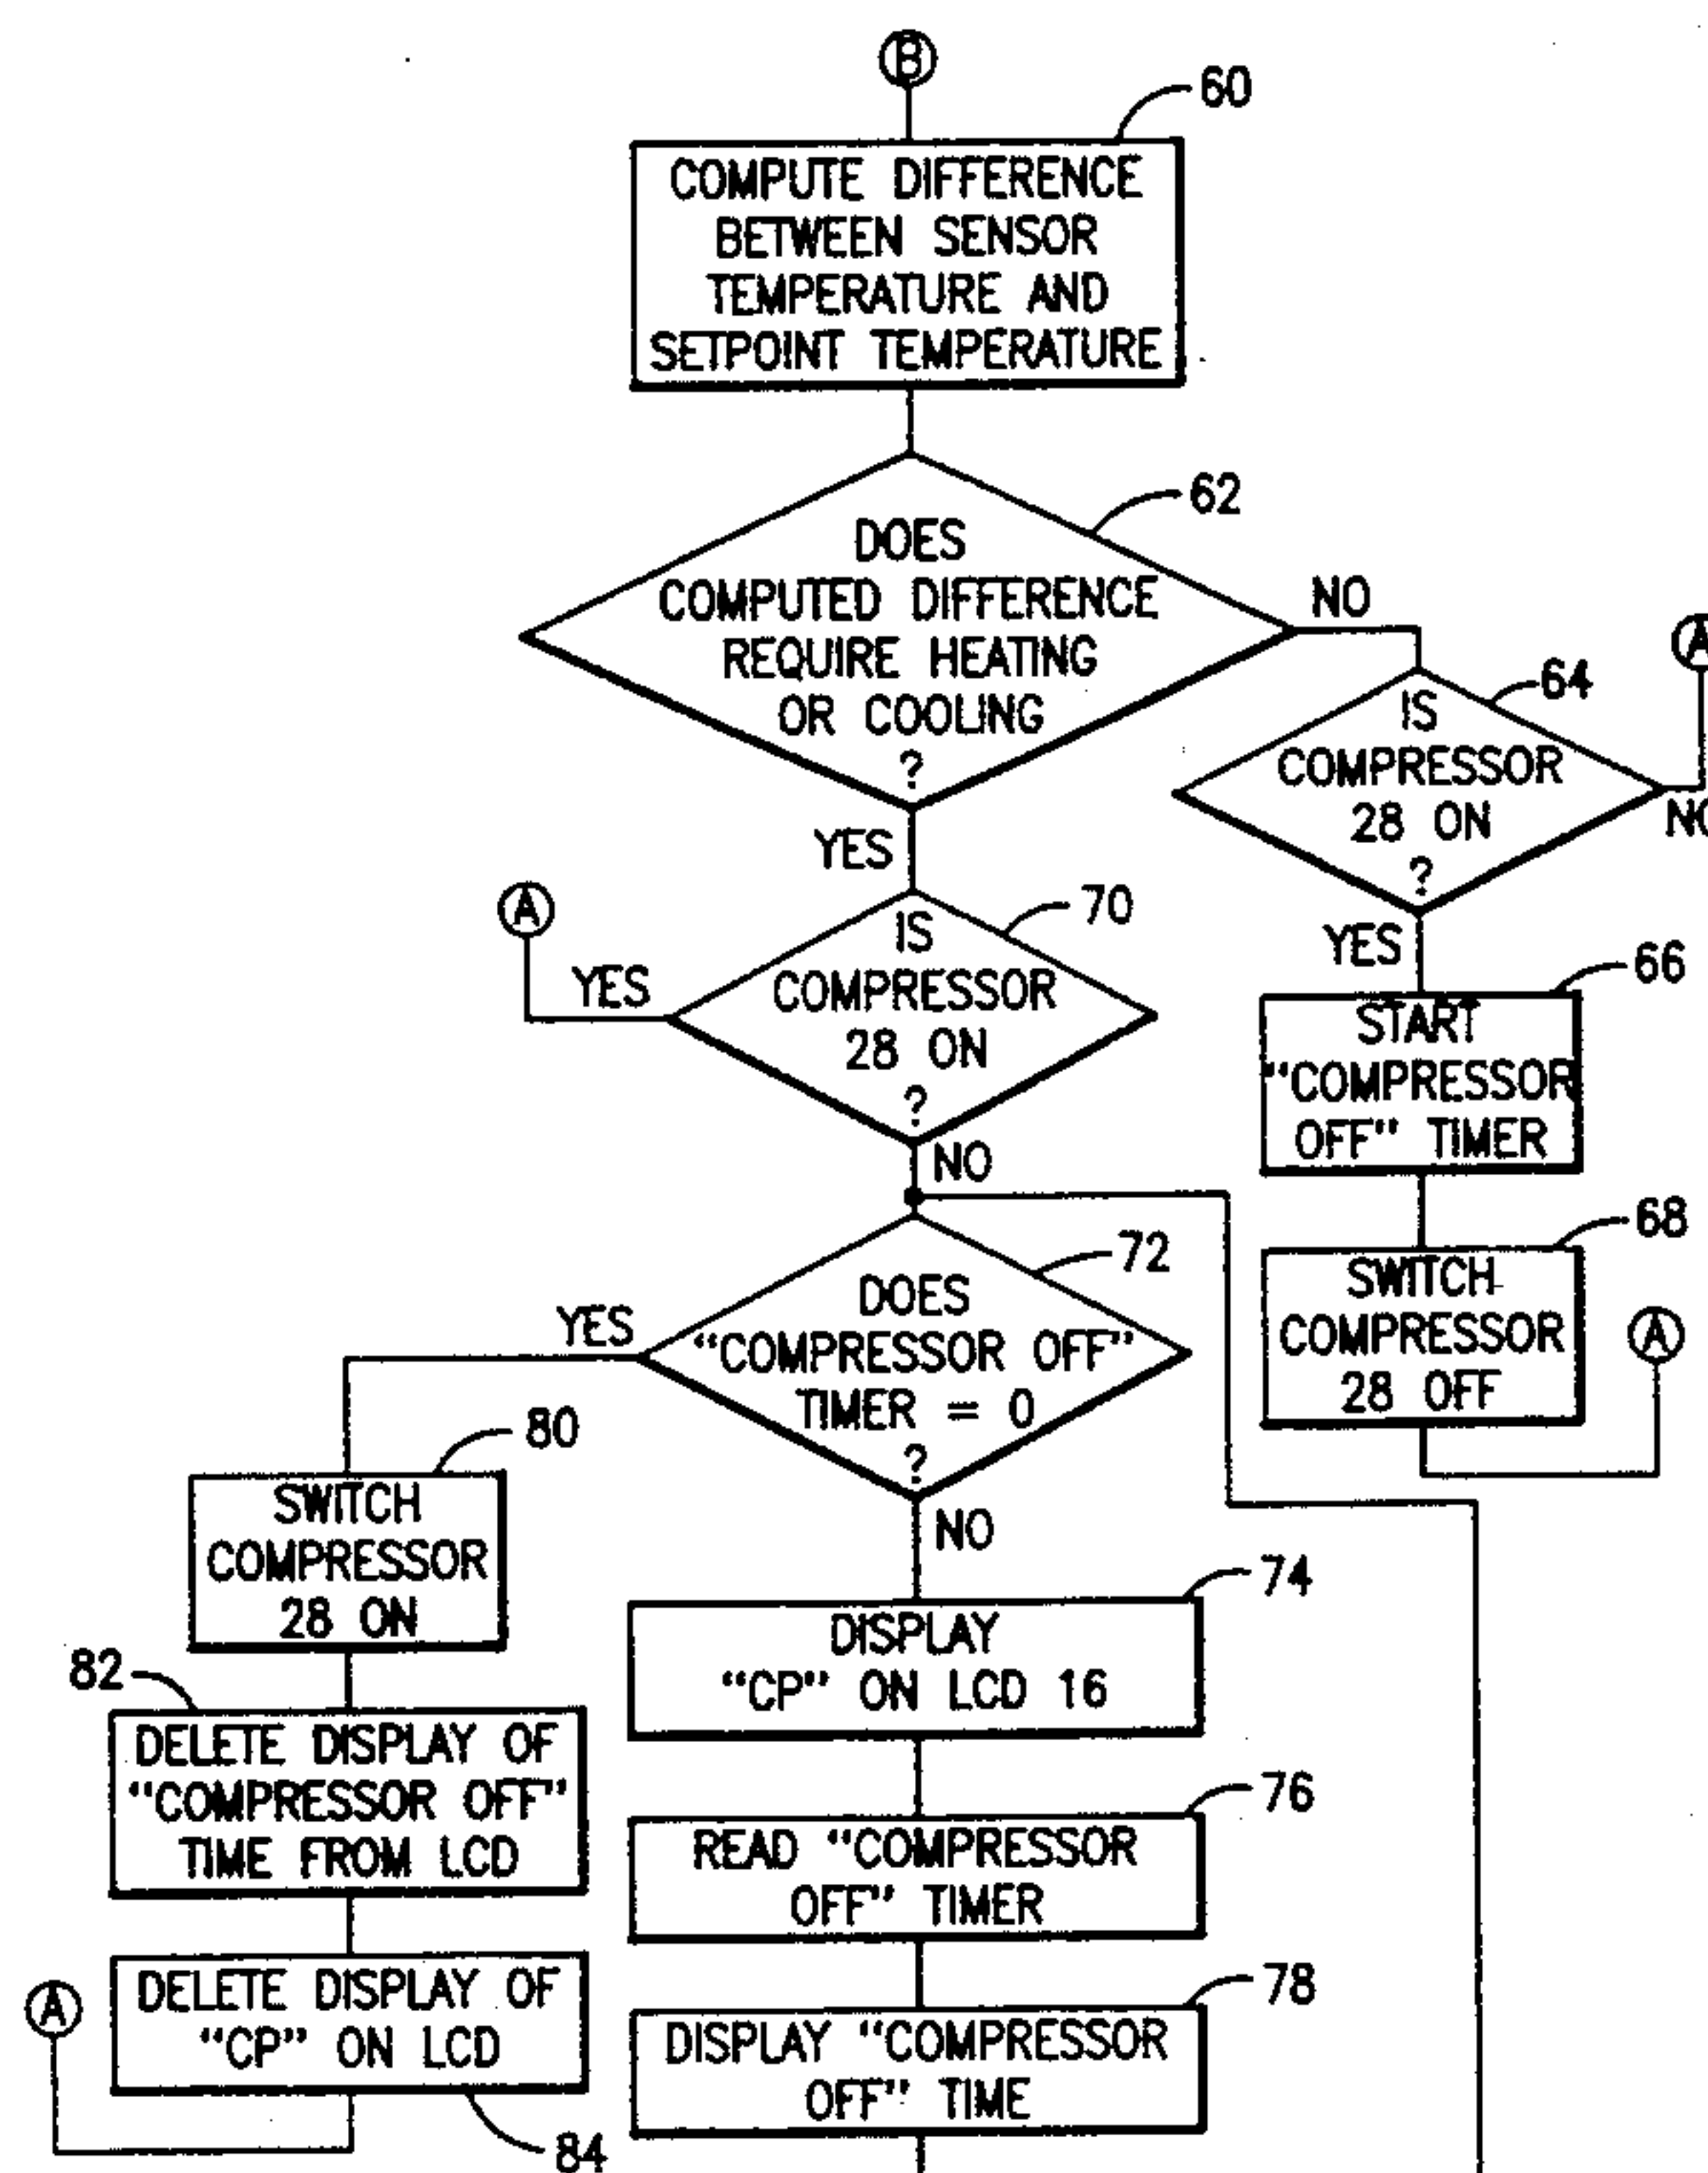 B
60
COMPUTE DIFFERENCE
BETWEEN SENSOR
TEMPERATURE AND
SETPOINT TEMPERATURE
62
DOES
COMPUTED DIFFERENCE
REQUIRE HEATING
OR COOLING
?
NO
A
64
IS
COMPRESSOR
28 ON
?
NO
YES
YES
66
START
"COMPRESSOR
OFF" TIMER
68
SWITCH
COMPRESSOR
28 OFF
A
A
70
IS
COMPRESSOR
28 ON
?
YES
NO
72
DOES
"COMPRESSOR OFF"
TIMER = 0
?
YES
NO
80
SWITCH
COMPRESSOR
28 ON
82
DELETE DISPLAY OF
"COMPRESSOR OFF"
TIME FROM LCD
A
DELETE DISPLAY OF
"CP" ON LCD
84
74
DISPLAY
"CP" ON LCD 16
76
READ "COMPRESSOR
OFF" TIMER
78
DISPLAY "COMPRESSOR
OFF" TIME